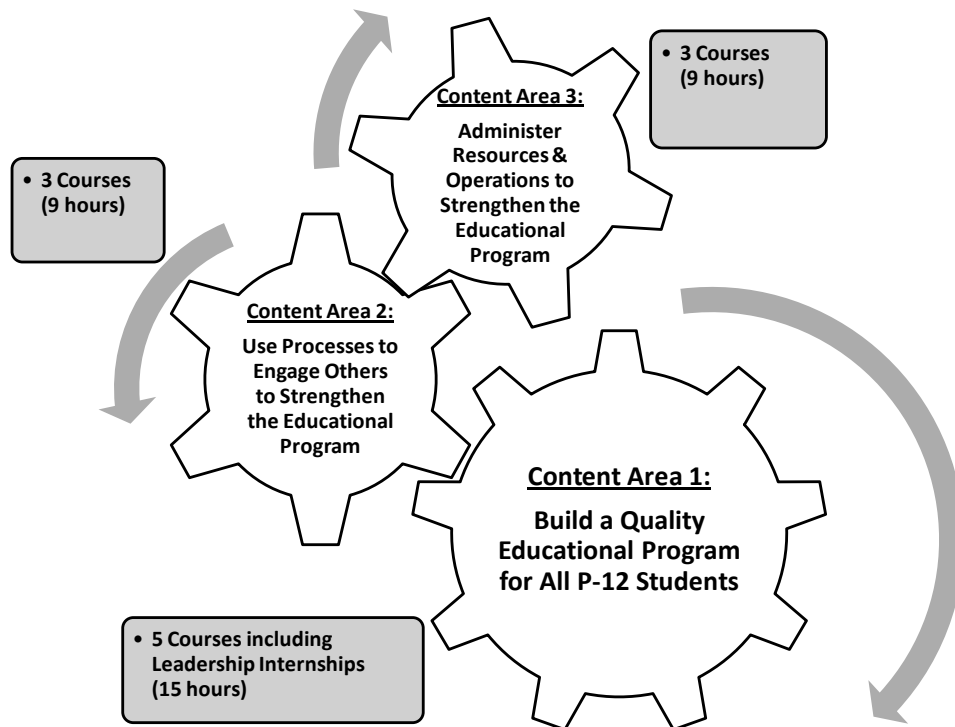 • 3 Courses
(9 hours)
Content Area 3:
Administer
Resources &
Operations to
Strengthen the
Educational
Program
• 3 Courses
(9 hours)
Content Area 2:
Use Processes to
Engage Others
to Strengthen
the Educational
Program
Content Area 1:
Build a Quality
Educational Program
for All P-12 Students
• 5 Courses including
Leadership Internships
(15 hours)